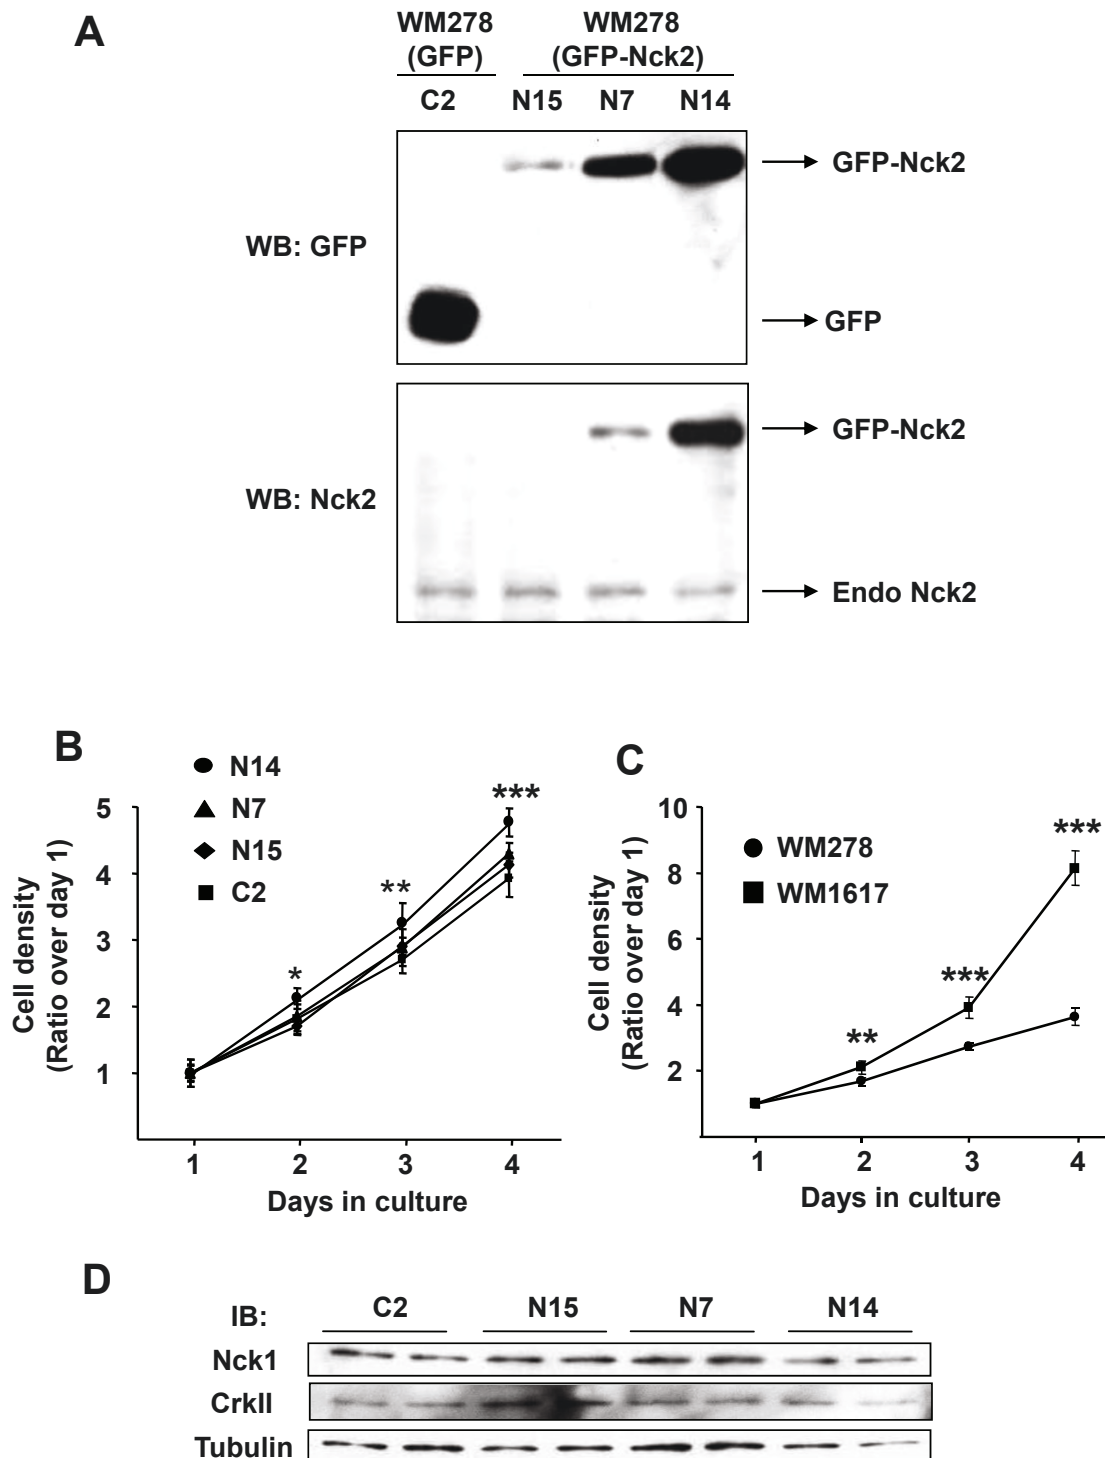 A
WM278
(GFP)
WM278
(GFP-Nck2)
C2 N15 N7 N14
GFP-Nck2
WB: GFP
GFP
GFP-Nck2
WB: Nck2
Endo Nck2
B
N14
N7
N15
C2
5
4
3
2
1
Cell density
(Ratio over day 1)
*
**
***
1 2 3 4
Days in culture
C
WM278
WM1617
10
8
6
4
2
Cell density
(Ratio over day 1)
**
***
***
1 2 3 4
Days in culture
D
IB: C2 N15 N7 N14
Nck1
CrkII
Tubulin